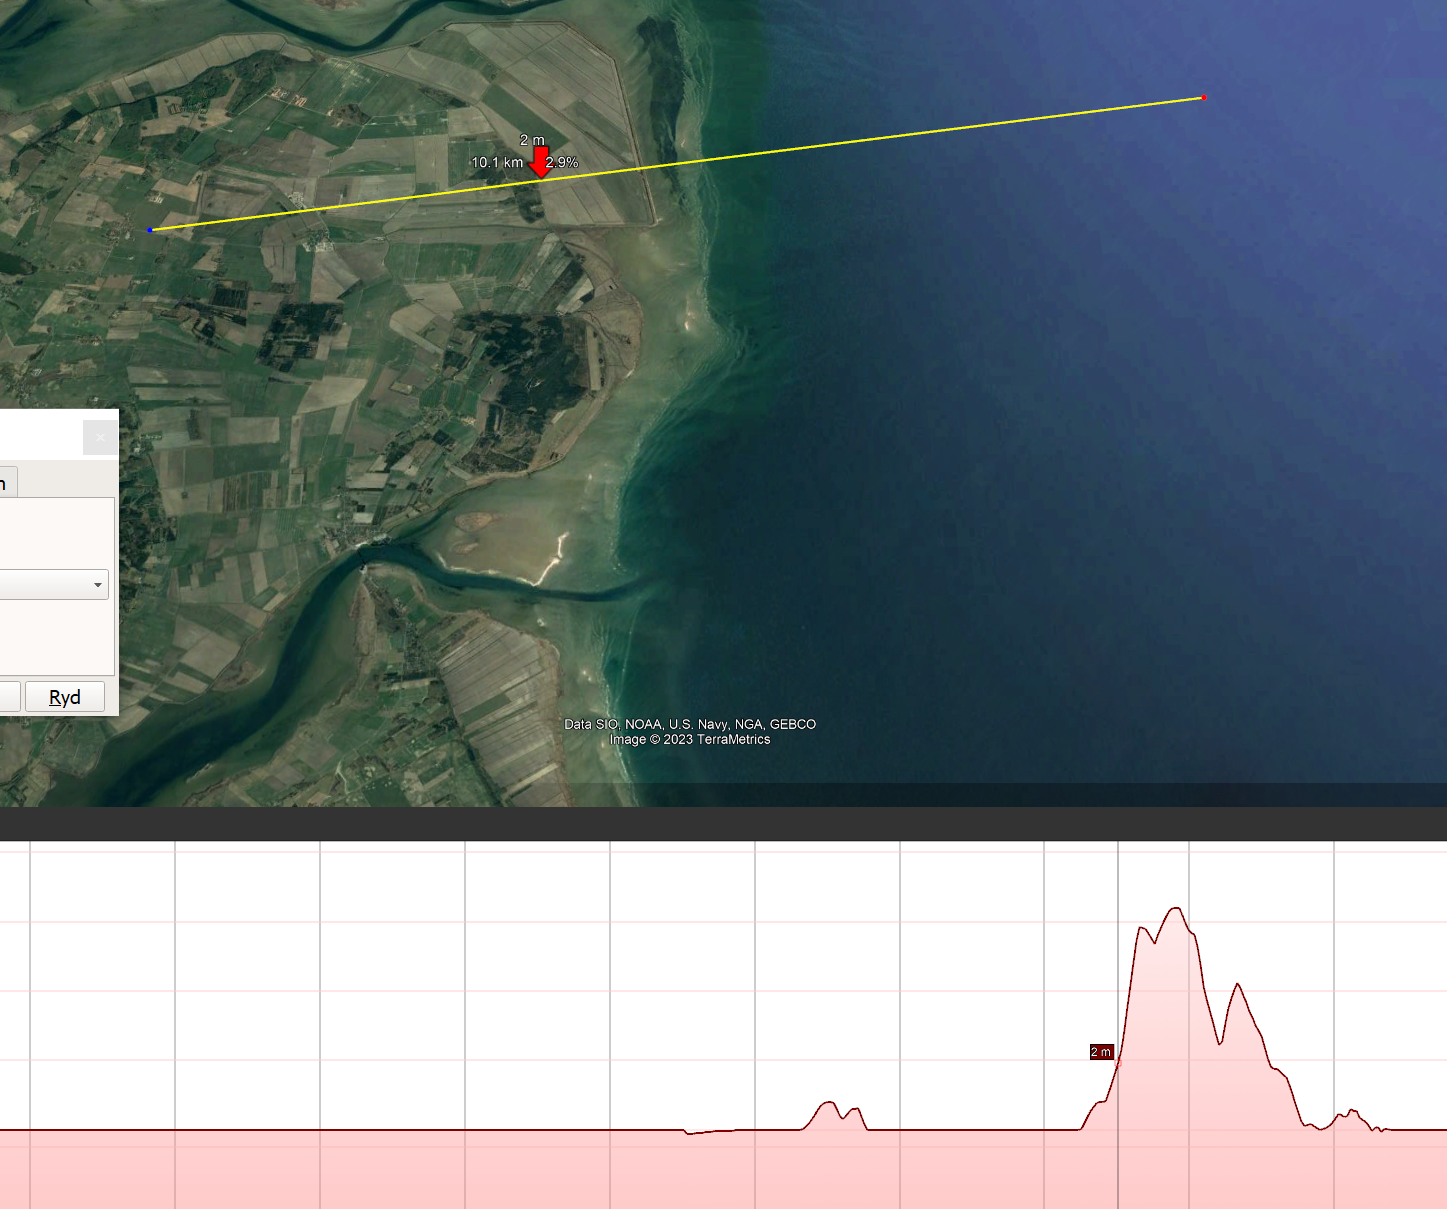 2 m
10.1 km 2.9%
n
Ryd
Data SIO, NOAA, U.S. Navy, NGA, GEBCO
Image © 2023 TerraMetrics
2 m